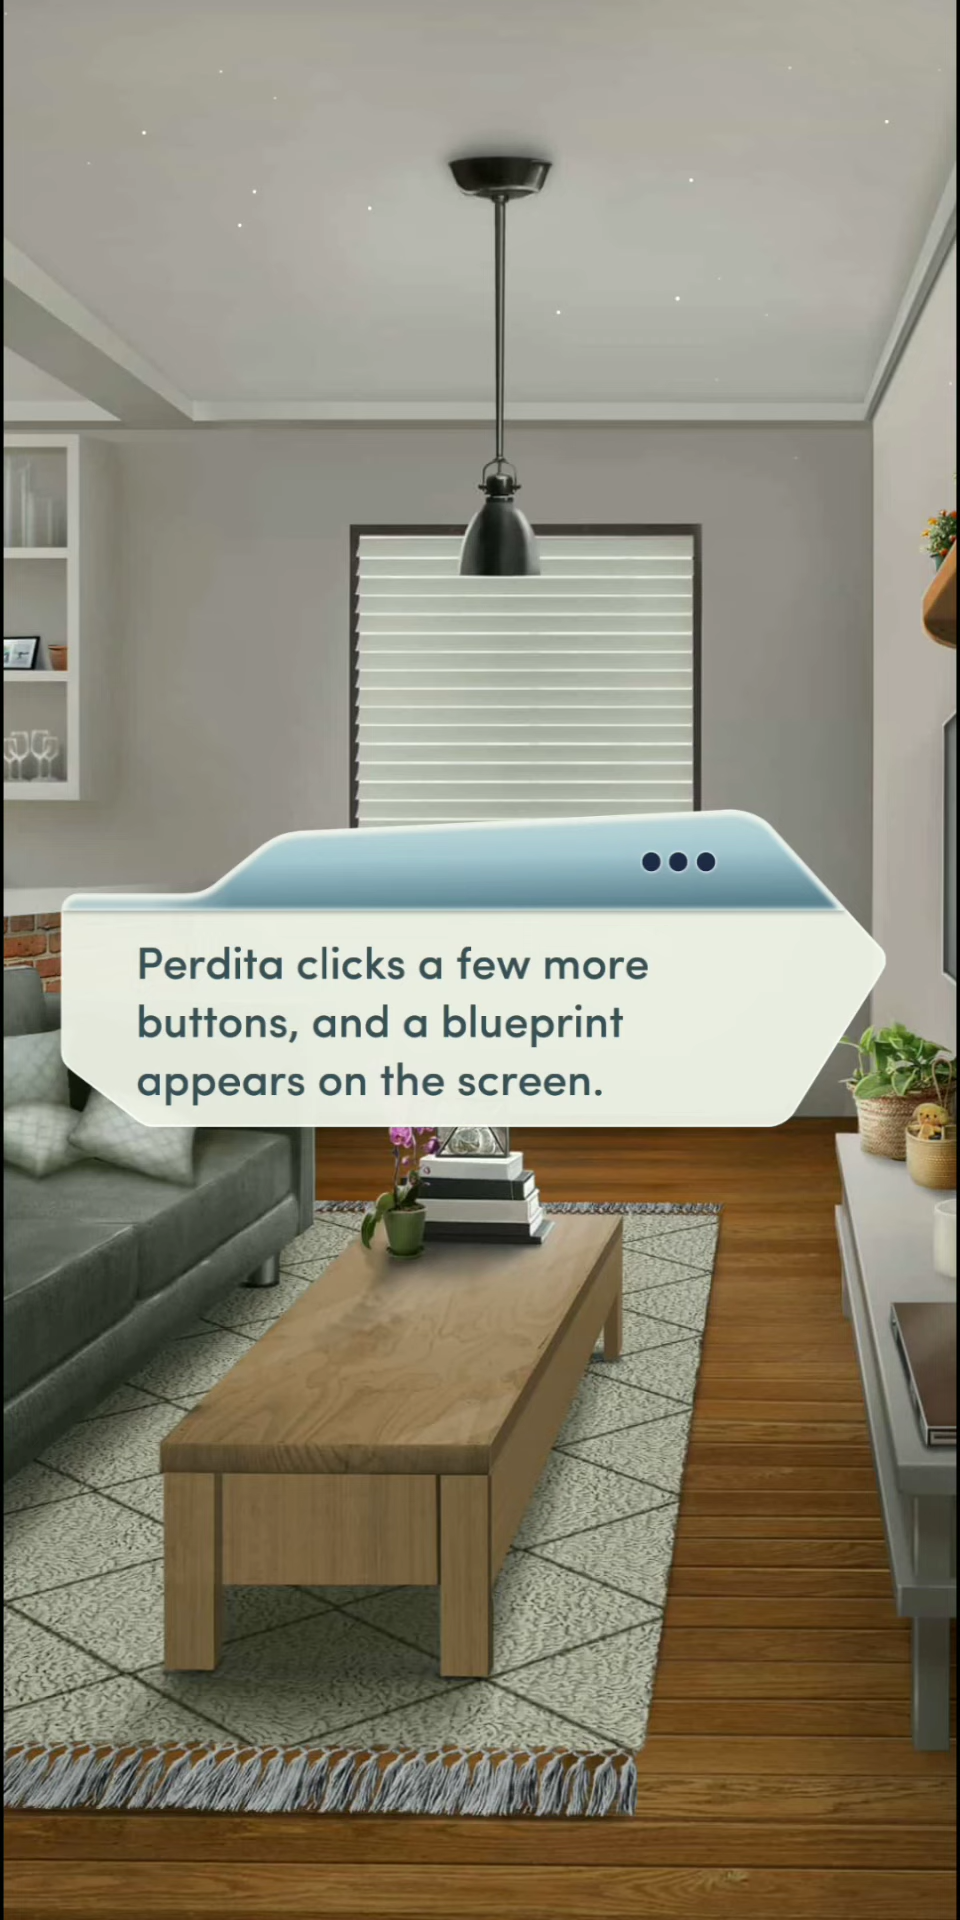 Perdita clicks a few more
buttons, and a blueprint
appears on the screen.